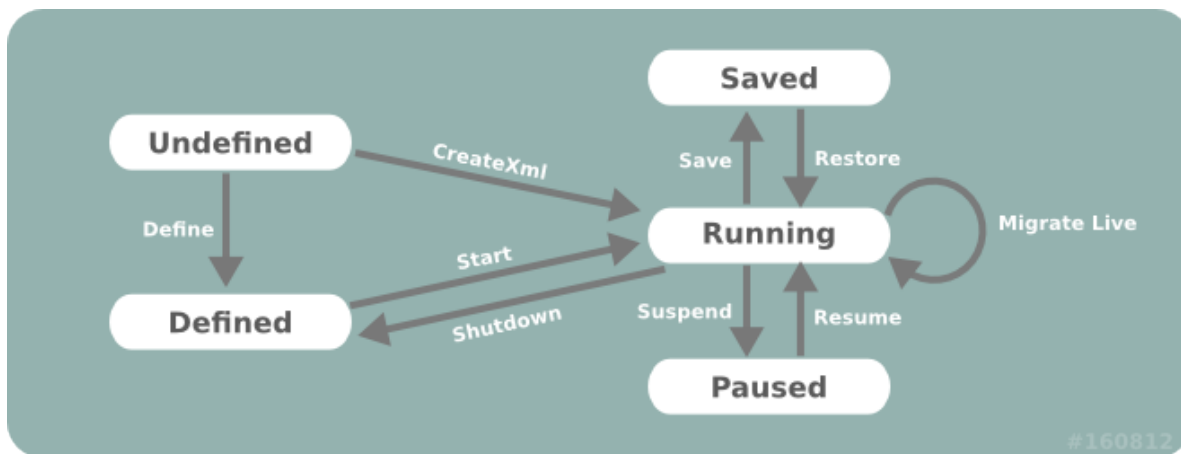 Saved
Undefined
CreateXml
Save
Restore
Define
Running
Migrate Live
Start
Defined
Shutdown
Suspend
Resume
Paused
#160812